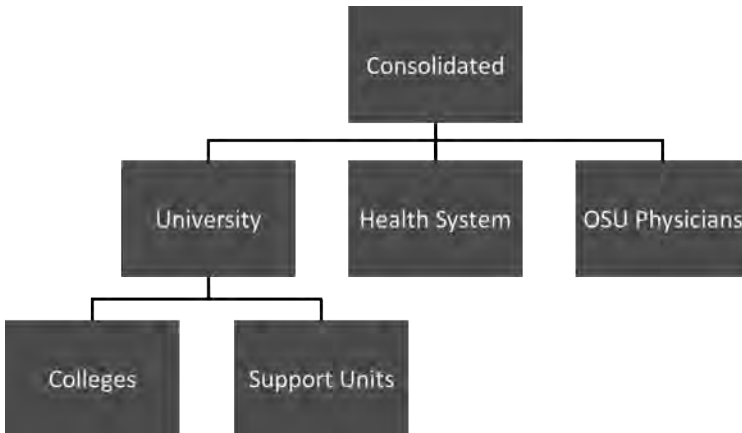 Consolidated
University
Health System
OSU Physicians
Colleges
Support Units